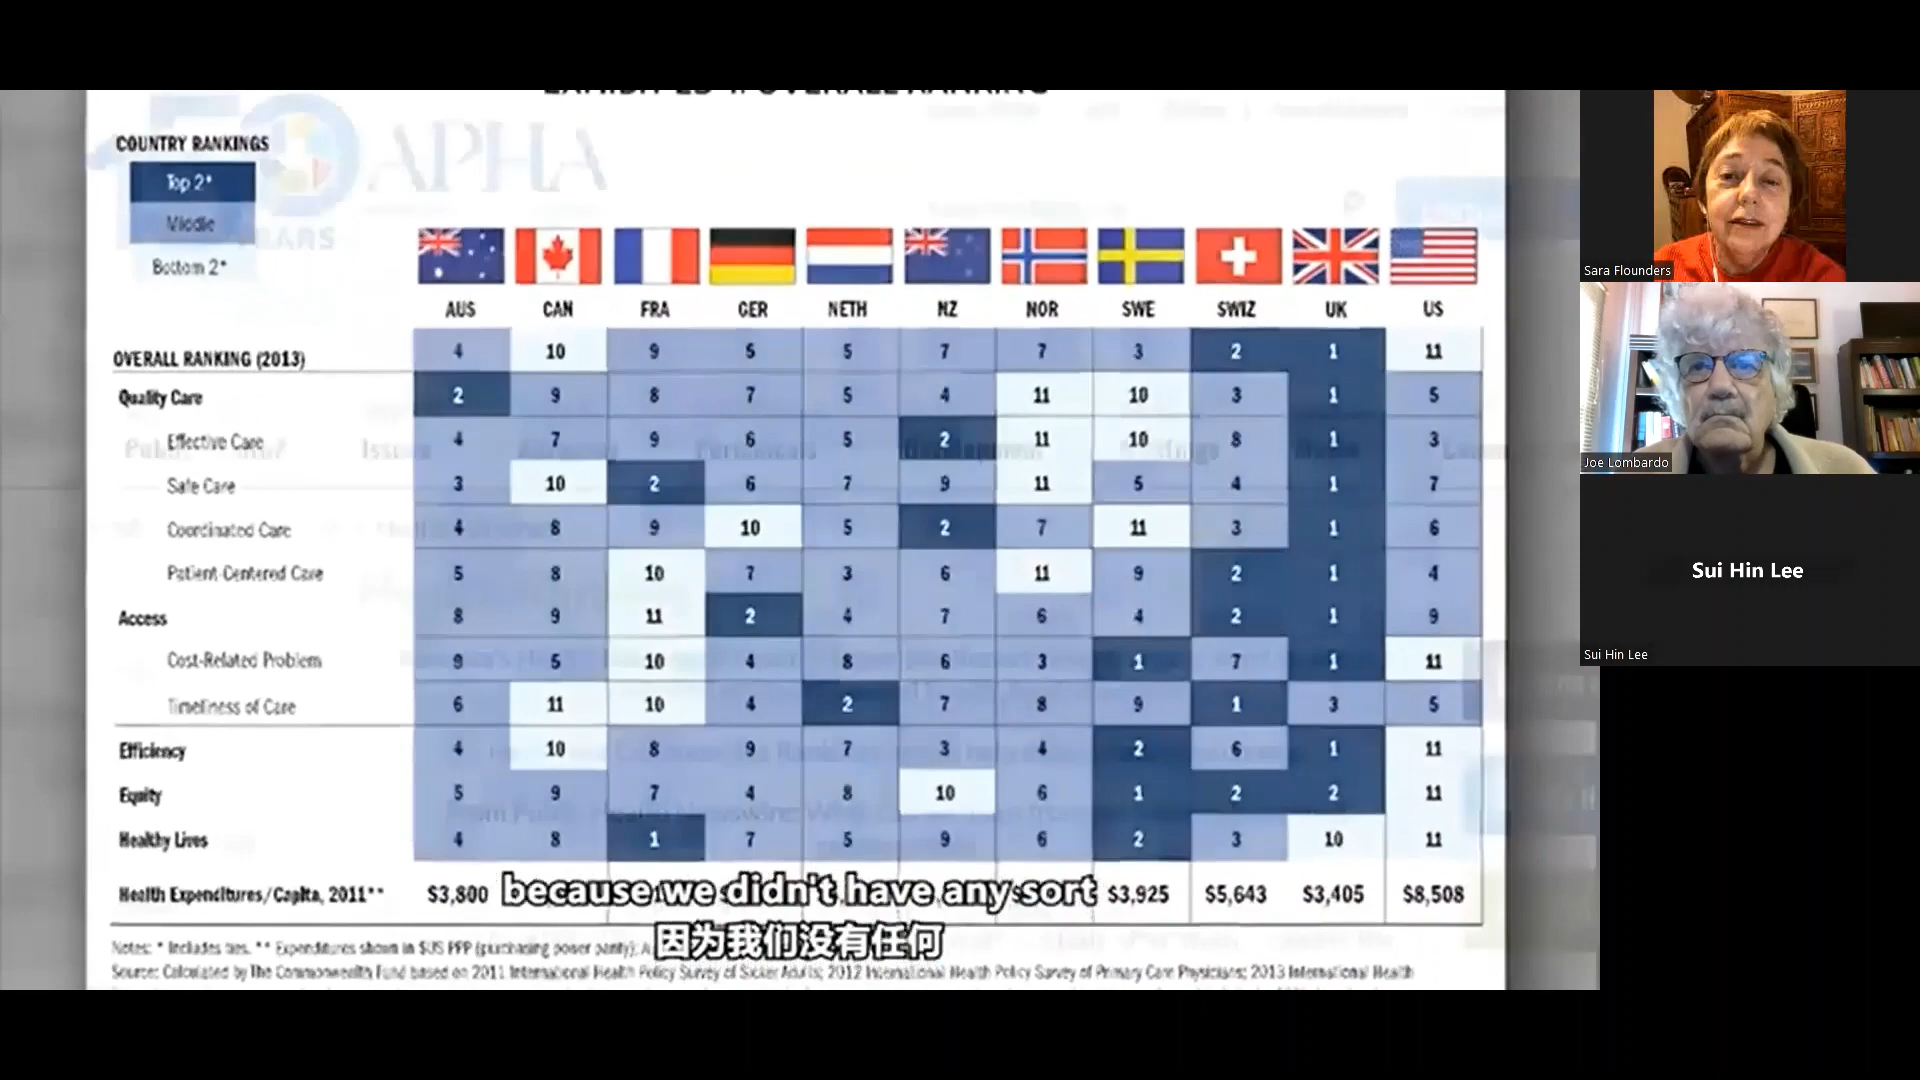 EXHIBIT ES-1. OVERALL RANKING
APHA
YEARS
COUNTRY RANKINGS
Top 2*
Middle
Bottom 2*
AUS CAN FRA GER NETH NZ NOR SWE SWIZ UK US
OVERALL RANKING (2013) 4 10 9 5 5 7 7 3 2 1 11
Quality Care 2 9 8 7 5 4 11 10 3 1 5
Effective Care 4 7 9 6 5 2 11 10 8 1 3
Safe Care 3 10 2 6 7 9 11 5 4 1 7
Coordinated Care 4 8 9 10 5 2 7 11 3 1 6
Patient-Centered Care 5 8 10 7 3 6 11 9 2 1 4
Access 8 9 11 2 4 7 6 4 2 1 9
Cost-Related Problem 9 5 10 4 8 6 3 1 7 1 11
Timeliness of Care 6 11 10 4 2 7 8 9 1 3 5
Efficiency 4 10 8 9 7 3 4 2 6 1 11
Equity 5 9 7 4 8 10 6 1 2 2 11
Healthy Lives 4 8 1 7 5 9 6 2 3 10 11
Health Expenditures/Capita, 2011** $3,800 $3,925 $5,643 $3,405 $8,508
because we didn't have any sort
因为我们没有任何
Notes: * Includes ties. ** Expenditures shown in $US PPP (purchasing power parity);
Source: Calculated by The Commonwealth Fund based on 2011 International Health Policy Survey of Sicker Adults; 2012 International Health Policy Survey of Primary Care Physicians; 2013 International Health
Sara Flounders
Joe Lombardo
Sui Hin Lee
Sui Hin Lee